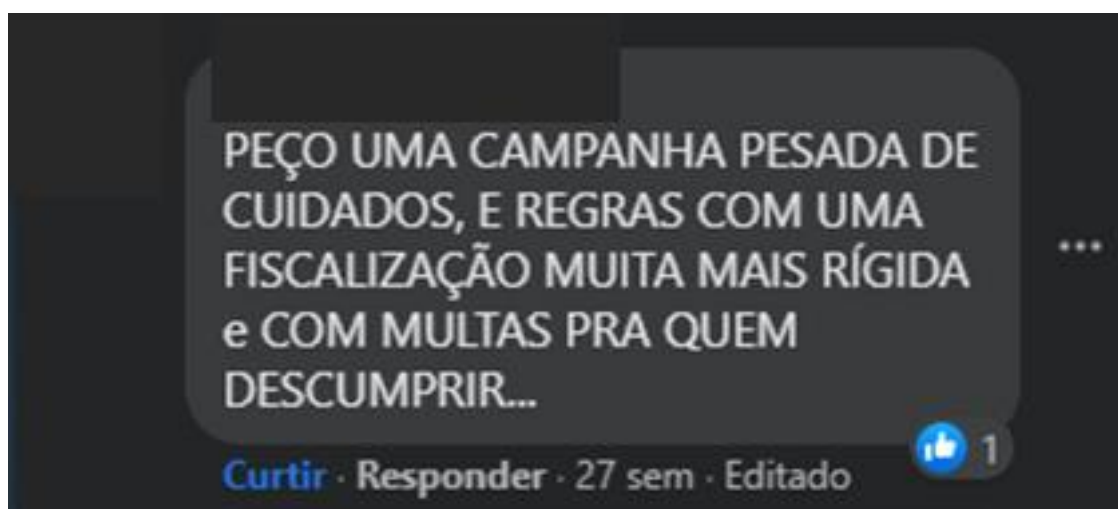 PEÇO UMA CAMPANHA PESADA DE
CUIDADOS, E REGRAS COM UMA
FISCALIZAÇÃO MUITA MAIS RÍGIDA
e COM MULTAS PRA QUEM
DESCUMPRIR...
1
Curtir · Responder · 27 sem · Editado